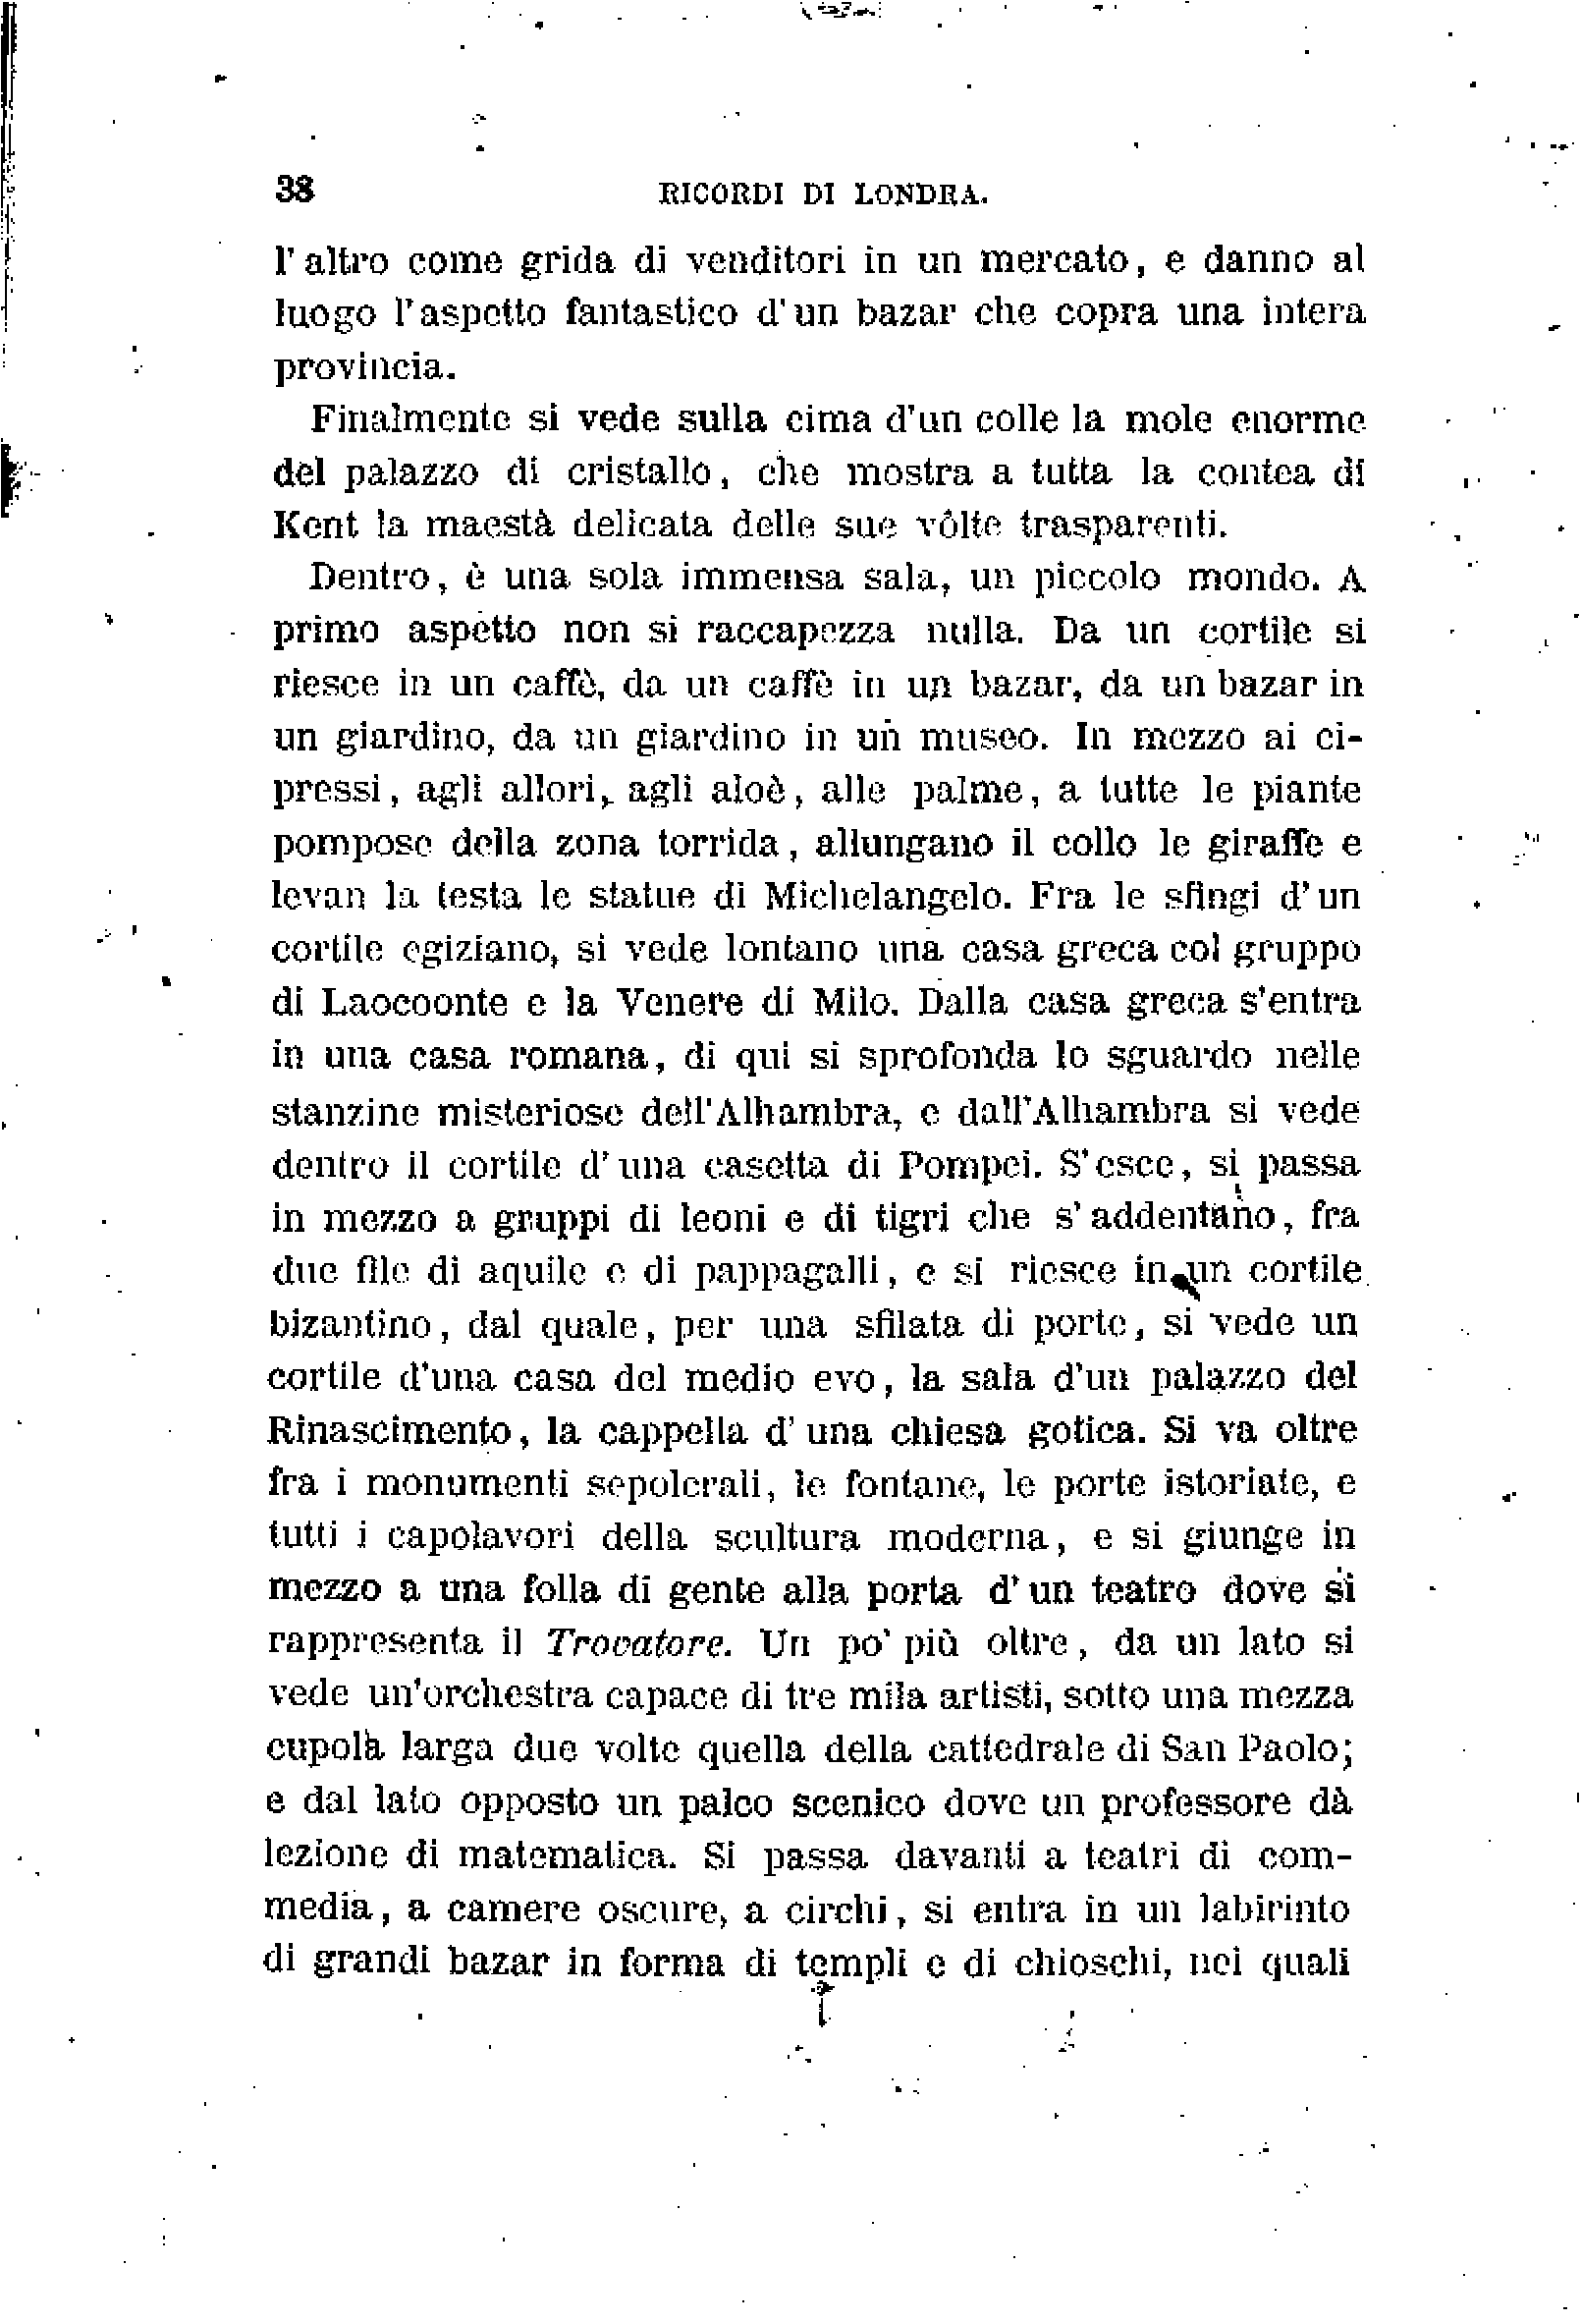 38 RICORDI DI LONDRA.
l'altro come grida di venditori in un mercato, e danno al
luogo l'aspetto fantastico d'un bazar che copra una intera
provincia.
Finalmente si vede sulla cima d'un colle la mole enorme
del palazzo di cristallo, che mostra a tutta la contea di
Kent la maestà delicata delle sue vôlte trasparenti.
Dentro, è una sola immensa sala, un piccolo mondo. A
primo aspetto non si raccapezza nulla. Da un cortile si
riesce in un caffè, da un caffè in un bazar, da un bazar in
un giardino, da un giardino in un museo. In mezzo ai ci-
pressi, agli allori, agli aloè, alle palme, a tutte le piante
pompose della zona torrida, allungano il collo le giraffe e
levan la testa le statue di Michelangelo. Fra le sfingi d'un
cortile egiziano, si vede lontano una casa greca col gruppo
di Laocoonte e la Venere di Milo. Dalla casa greca s'entra
in una casa romana, di qui si sprofonda lo sguardo nelle
stanzine misteriose dell'Alhambra, e dall'Alhambra si vede
dentro il cortile d'una casetta di Pompei. S'esce, si passa
in mezzo a gruppi di leoni e di tigri che s'addentano, fra
due file di aquile e di pappagalli, e si riesce in un cortile
bizantino, dal quale, per una sfilata di porte, si vede un
cortile d'una casa del medio evo, la sala d'un palazzo del
Rinascimento, la cappella d'una chiesa gotica. Si va oltre
fra i monumenti sepolcrali, le fontane, le porte istoriate, e
tutti i capolavori della scultura moderna, e si giunge in
mezzo a una folla di gente alla porta d'un teatro dove si
rappresenta il Trovatore. Un po' più oltre, da un lato si
vede un'orchestra capace di tre mila artisti, sotto una mezza
cupola larga due volte quella della cattedrale di San Paolo;
e dal lato opposto un palco scenico dove un professore dà
lezione di matematica. Si passa davanti a teatri di com-
media, a camere oscure, a circhi, si entra in un labirinto
di grandi bazar in forma di templi e di chioschi, nei quali